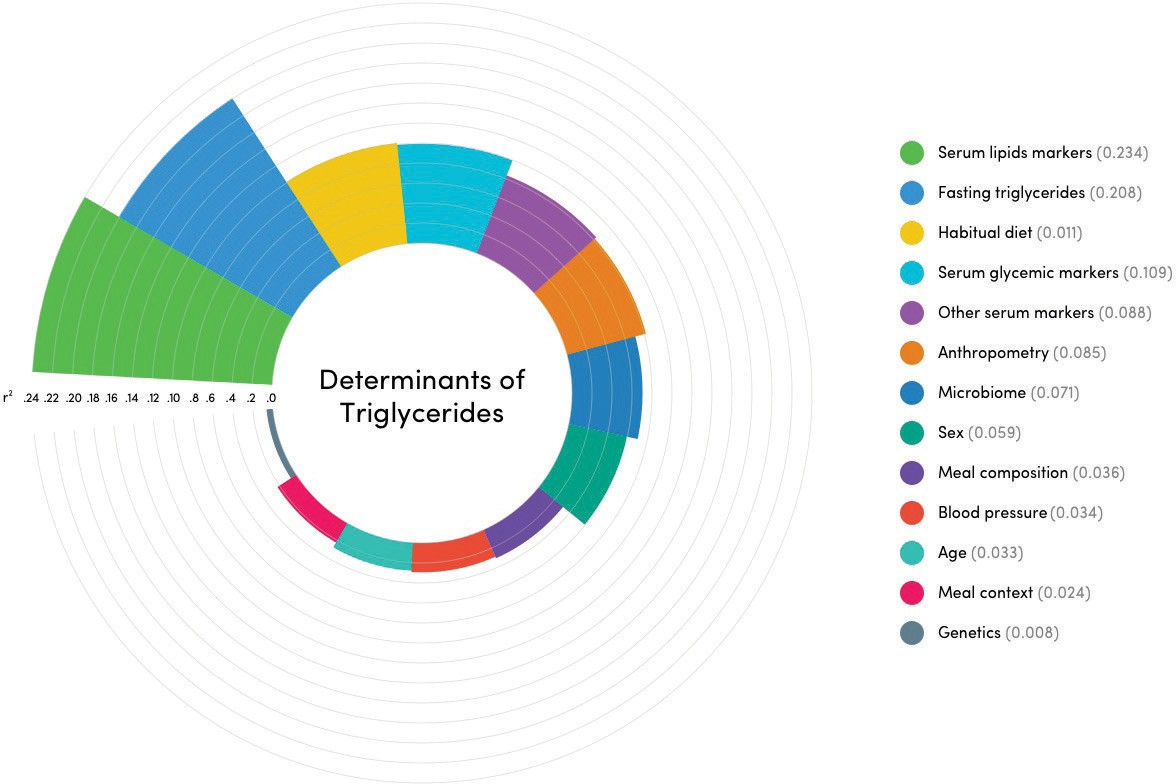 Determinants of
Triglycerides
r²
.24 .22 .20 .18 .16 .14 .12 .10 .8 .6 .4 .2 .0
Serum lipids markers (0.234)
Fasting triglycerides (0.208)
Habitual diet (0.011)
Serum glycemic markers (0.109)
Other serum markers (0.088)
Anthropometry (0.085)
Microbiome (0.071)
Sex (0.059)
Meal composition (0.036)
Blood pressure (0.034)
Age (0.033)
Meal context (0.024)
Genetics (0.008)